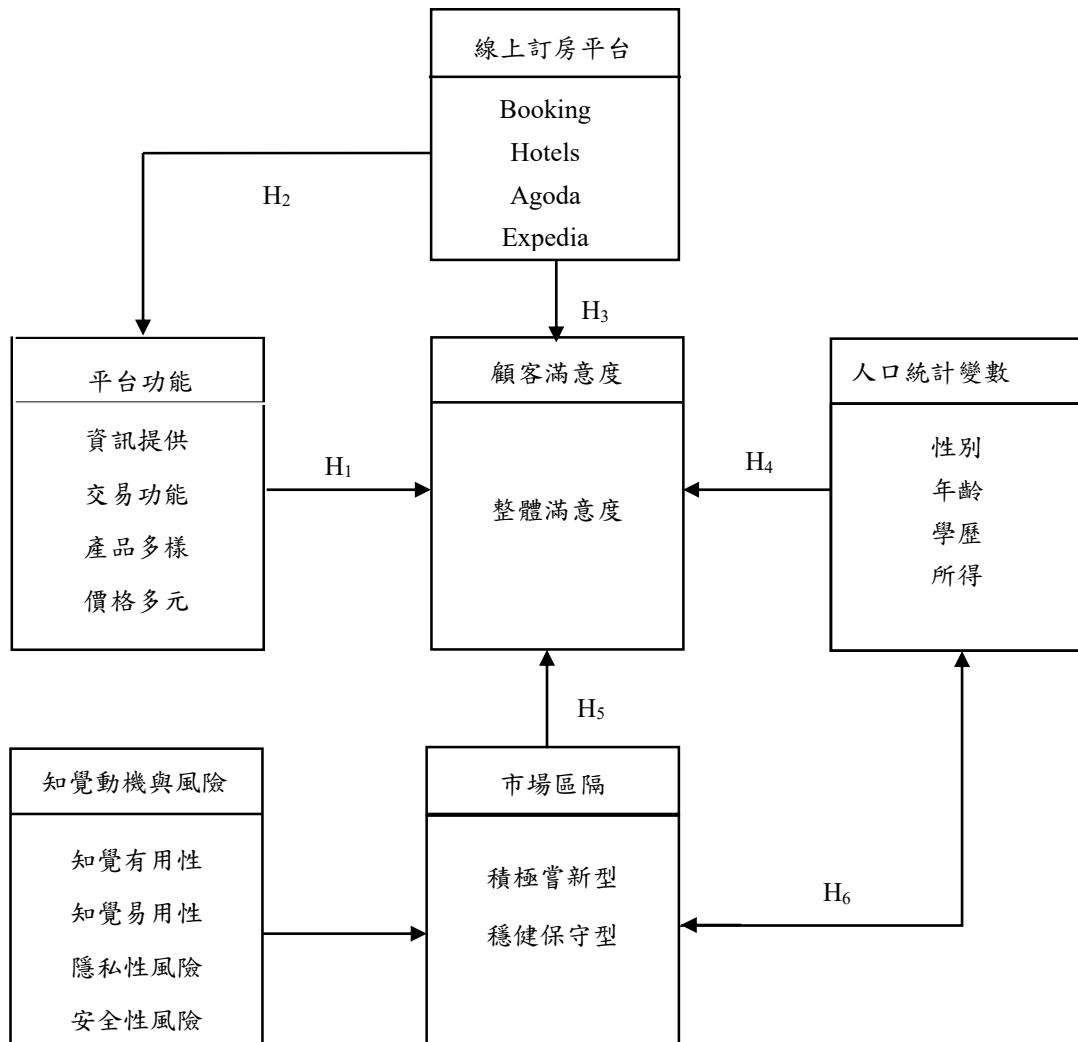 線上訂房平台
Booking
Hotels
Agoda
Expedia
H₂
H₃
平台功能
資訊提供
交易功能
產品多樣
價格多元
H₁
顧客滿意度
整體滿意度
H₄
人口統計變數
性別
年齡
學歷
所得
H₅
知覺動機與風險
知覺有用性
知覺易用性
隱私性風險
安全性風險
市場區隔
積極嘗新型
穩健保守型
H₆